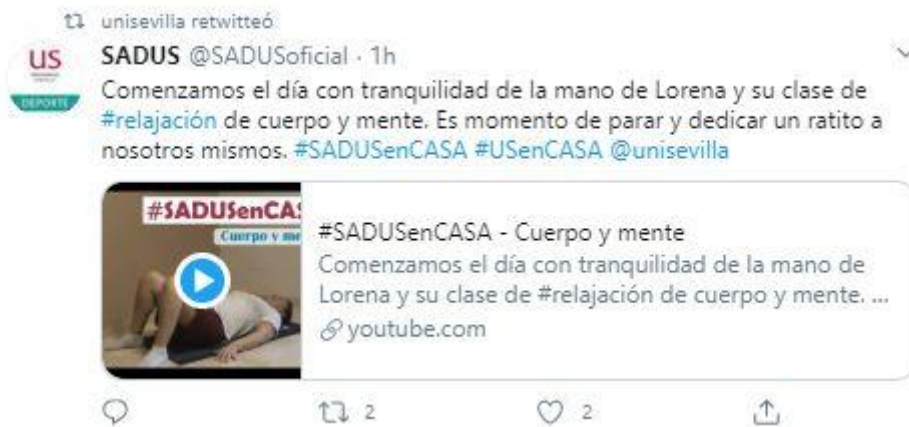 unisevilla retwitteó
SADUS @SADUSoficial · 1h
US
DEPORTE
Comenzamos el día con tranquilidad de la mano de Lorena y su clase de
#relajación de cuerpo y mente. Es momento de parar y dedicar un ratito a
nosotros mismos. #SADUSenCASA #USenCASA @unisevilla
#SADUSenCAS
Cuerpo y me
#SADUSenCASA - Cuerpo y mente
Comenzamos el día con tranquilidad de la mano de
Lorena y su clase de #relajación de cuerpo y mente. ...
youtube.com
2
2